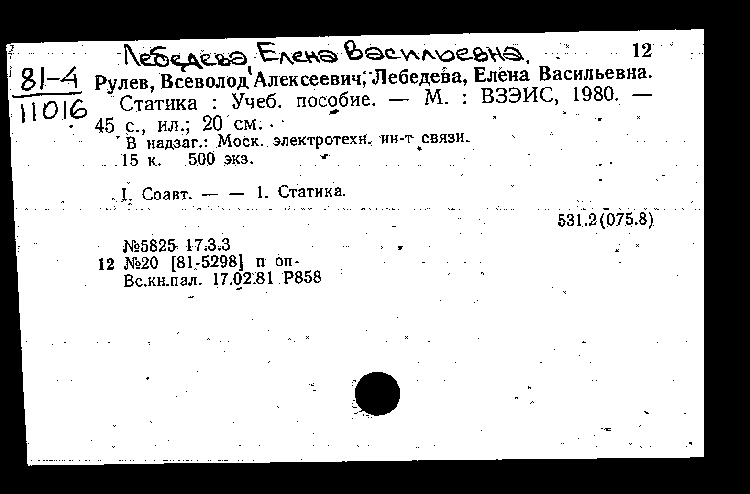 Лебедева, Елена Васильевна.
12
81-4
11016
Рулев, Всеволод Алексеевич, Лебедева, Елена Васильевна.
Статика : Учеб. пособие. — М. : ВЗЭИС, 1980. —
45 с., ил.; 20 см.
В надзаг.: Моск. электротехн. ин-т связи.
15 к. 500 экз.
I. Соавт. — — 1. Статика.
531.2(075.8)
№5825 17.3.3
12 №20 [81-5298] п оп-
Вс.кн.пал. 17.02.81 Р858